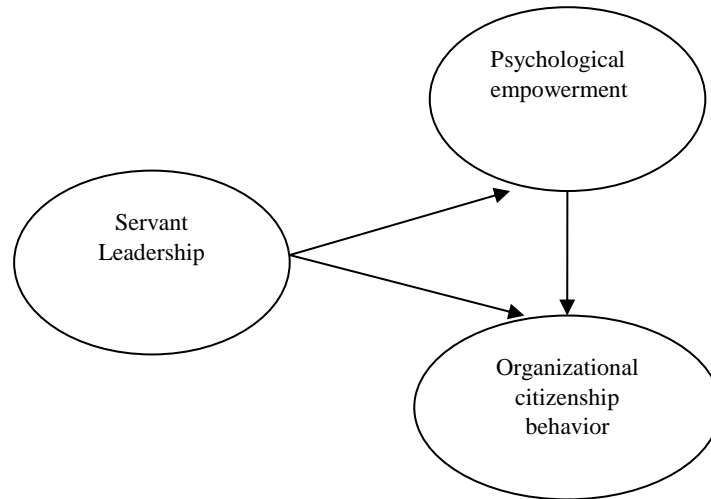 Psychological
empowerment
Servant
Leadership
Organizational
citizenship
behavior